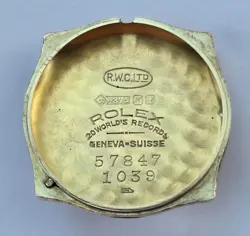 R.W.C.LTD
ROLEX
20 WORLD'S RECORDS
GENEVA-SUISSE
57847
1039